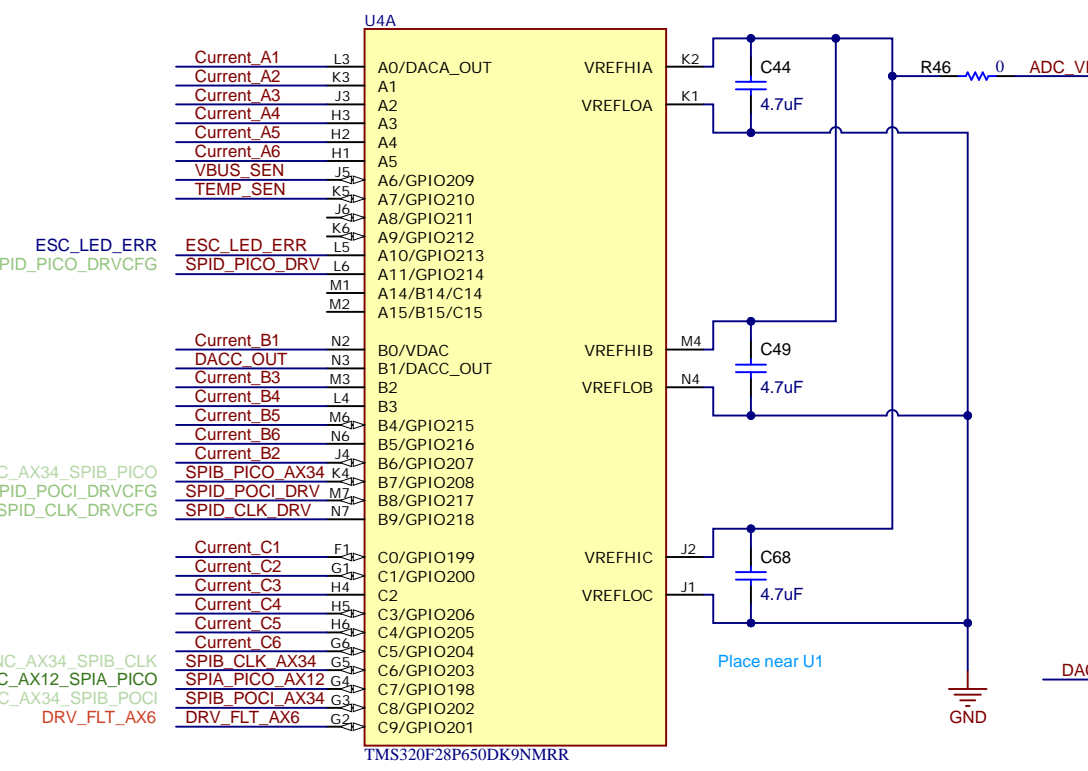 U4A
Current_A1 L3 A0/DACA_OUT VREFHIA K2 C44 R46 0 ADC_V
Current_A2 K3 A1
Current_A3 J3 A2 VREFLOA K1 4.7uF
Current_A4 H3 A3
Current_A5 H2 A4
Current_A6 H1 A5
VBUS_SEN J5 A6/GPIO209
TEMP_SEN K5 A7/GPIO210
J6 A8/GPIO211
K6 A9/GPIO212
ESC_LED_ERR ESC_LED_ERR L5 A10/GPIO213
PID_PICO_DRVCFG SPID_PICO_DRV L6 A11/GPIO214
M1 A14/B14/C14
M2 A15/B15/C15
Current_B1 N2 B0/VDAC VREFHIB M4 C49
DACC_OUT N3 B1/DACC_OUT
Current_B3 M3 B2 VREFLOB N4 4.7uF
Current_B4 L4 B3
Current_B5 M6 B4/GPIO215
Current_B6 N6 B5/GPIO216
Current_B2 J4 B6/GPIO207
C_AX34_SPIB_PICO SPIB_PICO_AX34 K4 B7/GPIO208
PID_POCI_DRVCFG SPID_POCI_DRV M7 B8/GPIO217
SPID_CLK_DRVCFG SPID_CLK_DRV N7 B9/GPIO218
Current_C1 F1 C0/GPIO199 VREFHIC J2 C68
Current_C2 G1 C1/GPIO200
Current_C3 H4 C2 VREFLOC J1 4.7uF
Current_C4 H5 C3/GPIO206
Current_C5 H6 C4/GPIO205
Current_C6 G6 C5/GPIO204
NC_AX34_SPIB_CLK SPIB_CLK_AX34 G5 C6/GPIO203 Place near U1
C_AX12_SPIA_PICO SPIA_PICO_AX12 G4 C7/GPIO198 DAC
C_AX34_SPIB_POCI SPIB_POCI_AX34 G3 C8/GPIO202
DRV_FLT_AX6 DRV_FLT_AX6 G2 C9/GPIO201 GND
TMS320F28P650DK9NMRR